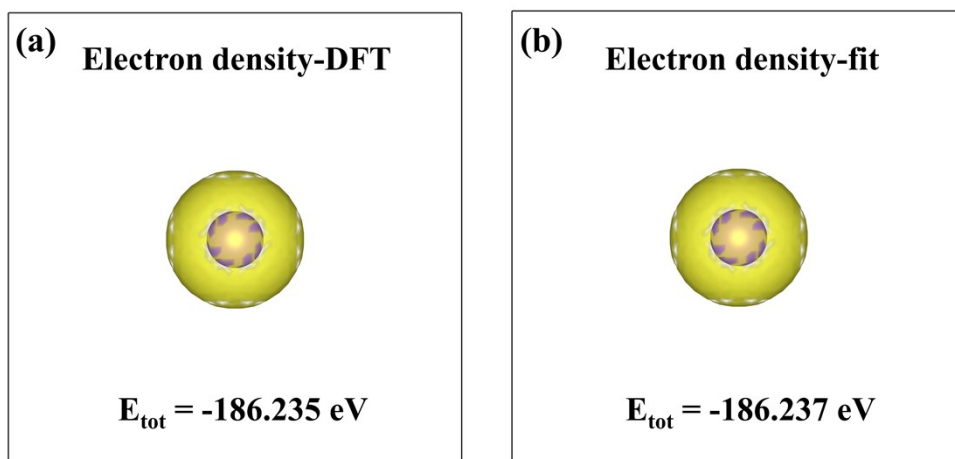 (a)
Electron density-DFT
E_tot = -186.235 eV
(b)
Electron density-fit
E_tot = -186.237 eV